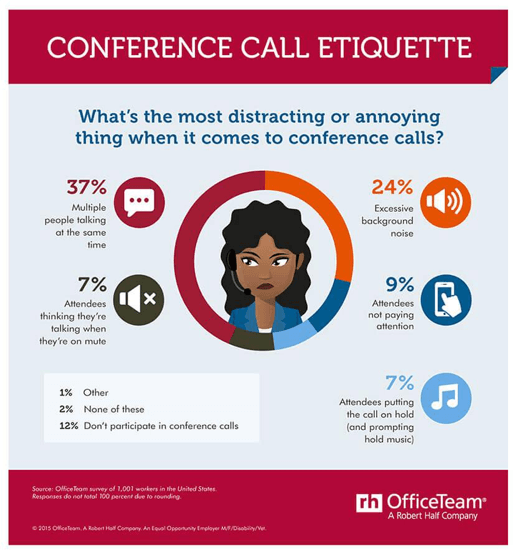 CONFERENCE CALL ETIQUETTE
What's the most distracting or annoying
thing when it comes to conference calls?
37%
Multiple
people talking
at the same
time
24%
Excessive
background
noise
7%
Attendees
thinking they're
talking when
they're on mute
9%
Attendees
not paying
attention
1% Other
2% None of these
12% Don't participate in conference calls
7%
Attendees putting
the call on hold
(and prompting
hold music)
Source: OfficeTeam survey of 1,001 workers in the United States.
Responses do not total 100 percent due to rounding.
rh OfficeTeam®
A Robert Half Company
© 2015 OfficeTeam. A Robert Half Company. An Equal Opportunity Employer M/F/Disability/Vet.